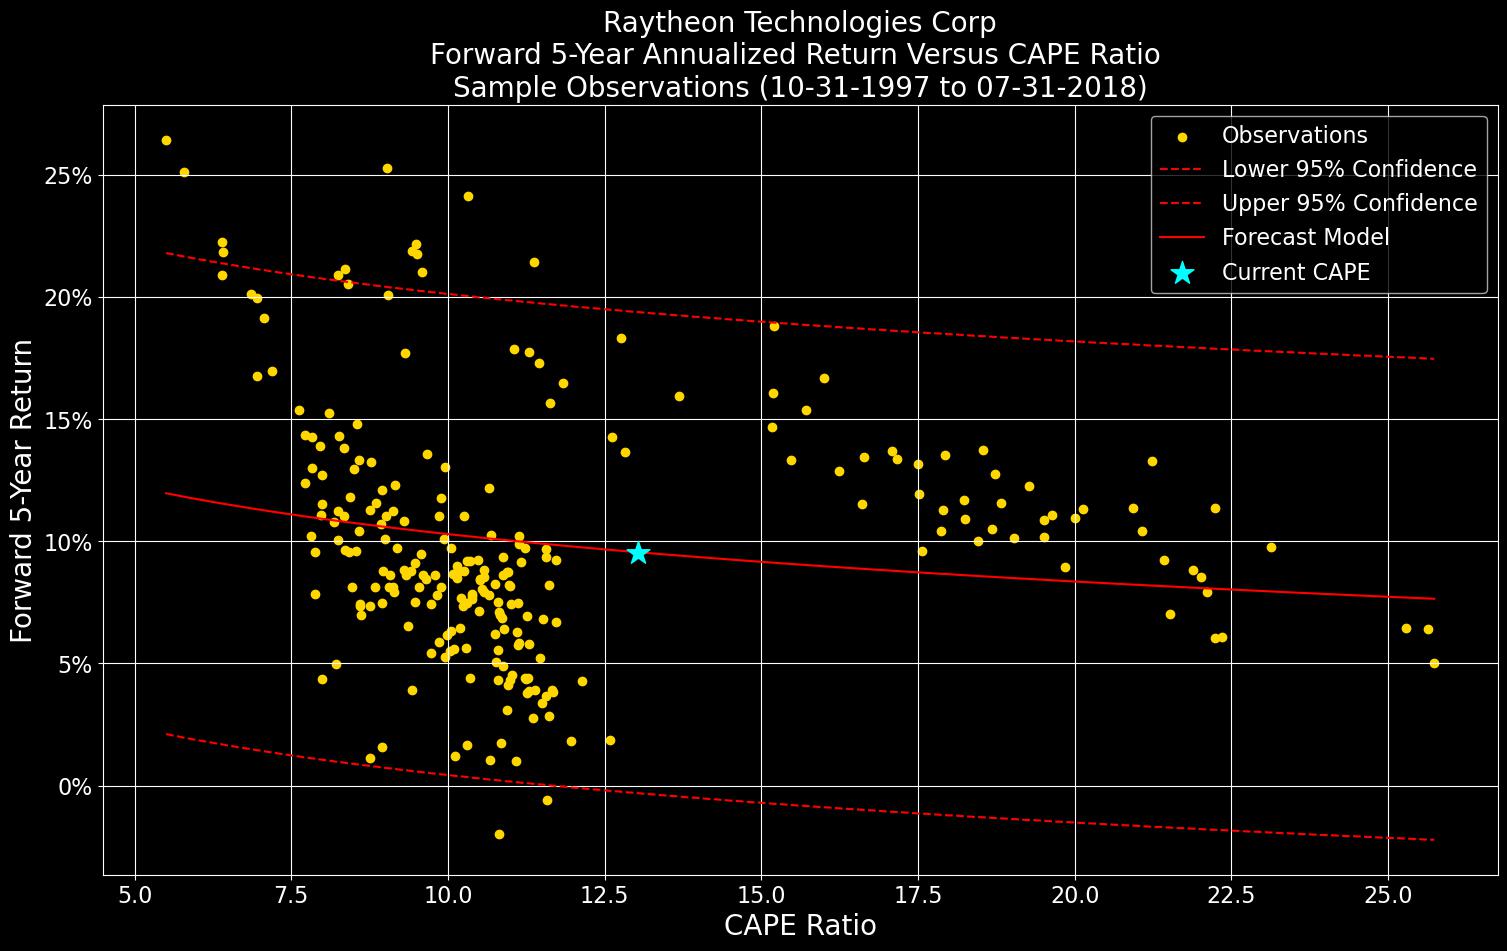 Raytheon Technologies Corp
Forward 5-Year Annualized Return Versus CAPE Ratio
Sample Observations (10-31-1997 to 07-31-2018)
Observations
Lower 95% Confidence
Upper 95% Confidence
Forecast Model
Current CAPE
Forward 5-Year Return
25%
20%
15%
10%
5%
0%
5.0 7.5 10.0 12.5 15.0 17.5 20.0 22.5 25.0
CAPE Ratio